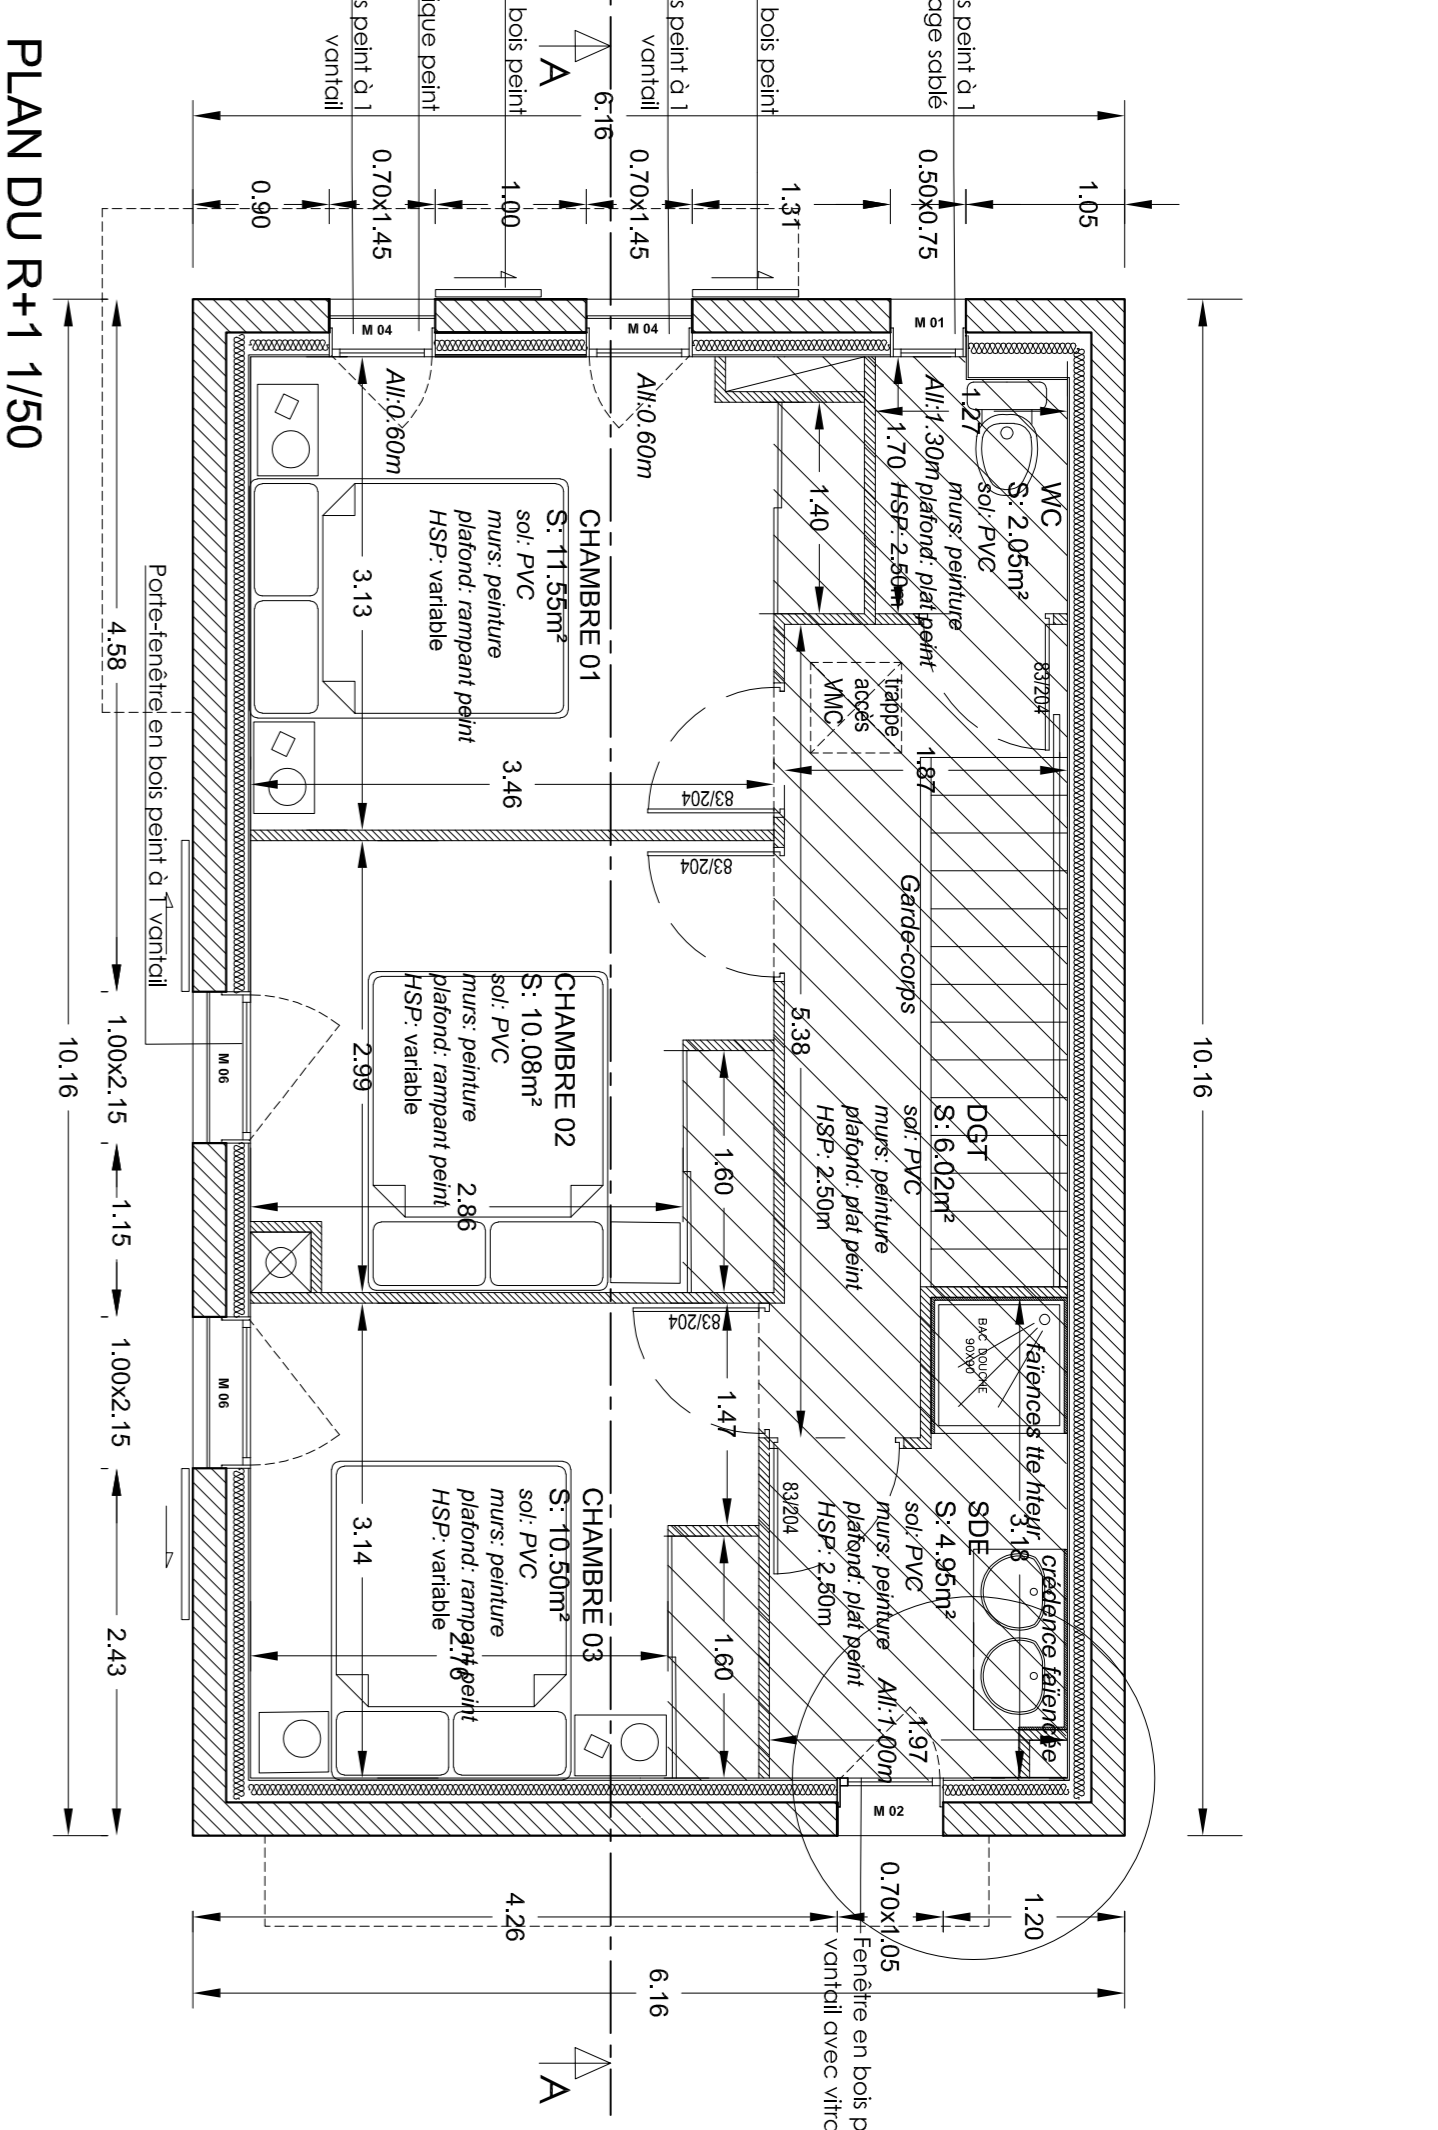 PLAN DU R+1 1/50
s peint à 1
vantail
ique peint
bois peint
A
s peint à 1
vantail
bois peint
s peint à 1
age sablé
6.16
0.90
0.70x1.45
1.00
0.70x1.45
1.31
0.50x0.75
1.05
M 04
M 04
M 01
All:0.60m
All:0.60m
All:1.30m
1.27
1.70
1.40
WC
S: 2.05m²
sol: PVC
murs: peinture
plafond: plat peint
HSP: 2.50m
83/204
trappe
accès
VMC
1.87
CHAMBRE 01
S: 11.55m²
sol: PVC
murs: peinture
plafond: rampant peint
HSP: variable
3.13
3.46
83/204
83/204
Garde-corps
5.38
10.16
4.58
Porte-fenêtre en bois peint à 1 vantail
1.00x2.15
10.16
M 06
CHAMBRE 02
S: 10.08m²
sol: PVC
murs: peinture
plafond: rampant peint
HSP: variable
2.99
2.86
1.60
DGT
S: 6.02m²
sol: PVC
murs: peinture
plafond: plat peint
HSP: 2.50m
1.15
1.00x2.15
M 06
83/204
1.47
BAC DOUCHE
90X90
faïences tte hteur
3.18
83/204
CHAMBRE 03
S: 10.50m²
sol: PVC
murs: peinture
plafond: rampant peint
HSP: variable
3.14
2.76
1.60
SDE
S: 4.95m²
sol: PVC
murs: peinture
plafond: plat peint
HSP: 2.50m
crédence faïencée
All:1.00m
1.97
M 02
2.43
4.26
0.70x1.05
1.20
6.16
Fenêtre en bois p
vantail avec vitra
A